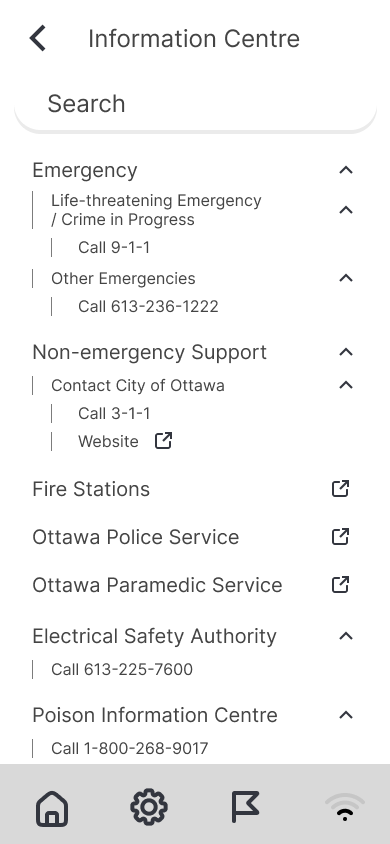 Information Centre
Search
Emergency
Life-threatening Emergency
/ Crime in Progress
Call 9-1-1
Other Emergencies
Call 613-236-1222
Non-emergency Support
Contact City of Ottawa
Call 3-1-1
Website
Fire Stations
Ottawa Police Service
Ottawa Paramedic Service
Electrical Safety Authority
Call 613-225-7600
Poison Information Centre
Call 1-800-268-9017